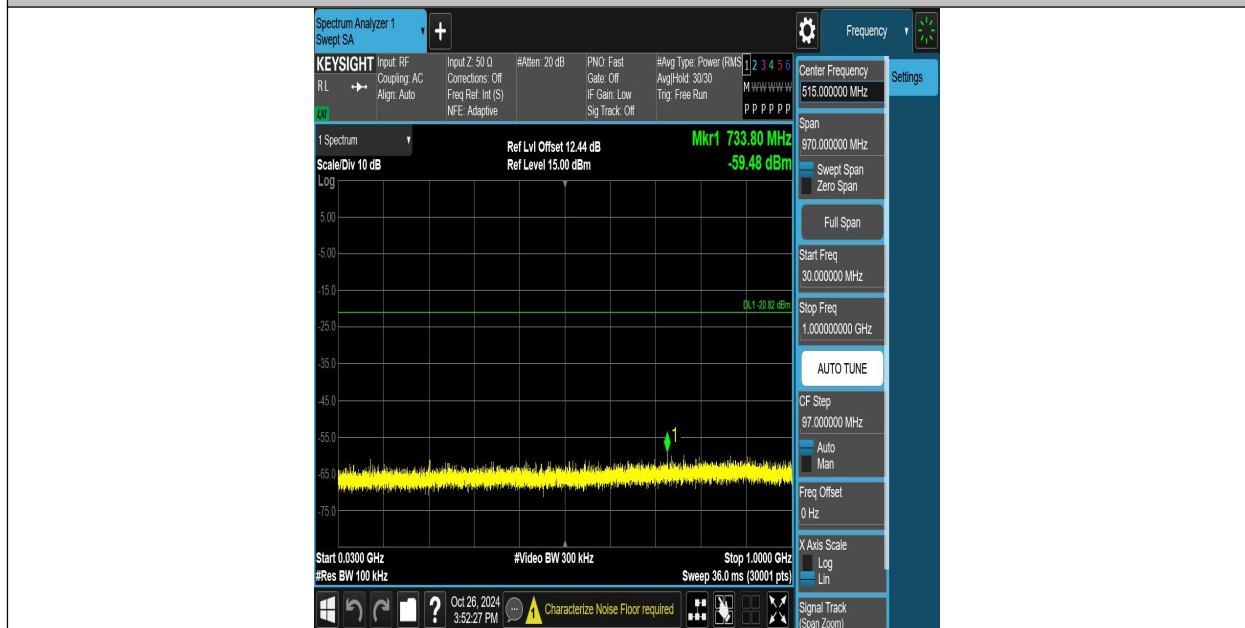 Spectrum Analyzer 1
Swept SA
+
Frequency
KEYSIGHT
RL
Input: RF
Coupling: AC
Align: Auto
Input Z: 50 Ω
Corrections: Off
Freq Ref: Int (S)
NFE: Adaptive
#Atten: 20 dB
PNO: Fast
Gate: Off
IF Gain: Low
Sig Track: Off
#Avg Type: Power (RMS
Avg|Hold: 30/30
Trig: Free Run
1 2 3 4 5 6
M W W W W W
P P P P P P
1 Spectrum
Scale/Div 10 dB
Ref Lvl Offset 12.44 dB
Ref Level 15.00 dBm
Mkr1 733.80 MHz
-59.48 dBm
Log
5.00
-5.00
-15.0
DL1 -20.82 dBm
-25.0
-35.0
-45.0
-55.0
1
-65.0
-75.0
Start 0.0300 GHz
#Video BW 300 kHz
Stop 1.0000 GHz
#Res BW 100 kHz
Sweep 36.0 ms (30001 pts)
Center Frequency
515.000000 MHz
Settings
Span
970.000000 MHz
Swept Span
Zero Span
Full Span
Start Freq
30.000000 MHz
Stop Freq
1.000000000 GHz
AUTO TUNE
CF Step
97.000000 MHz
Auto
Man
Freq Offset
0 Hz
X Axis Scale
Log
Lin
Signal Track
(Span Zoom)
?
Oct 26, 2024
3:52:27 PM
Characterize Noise Floor required